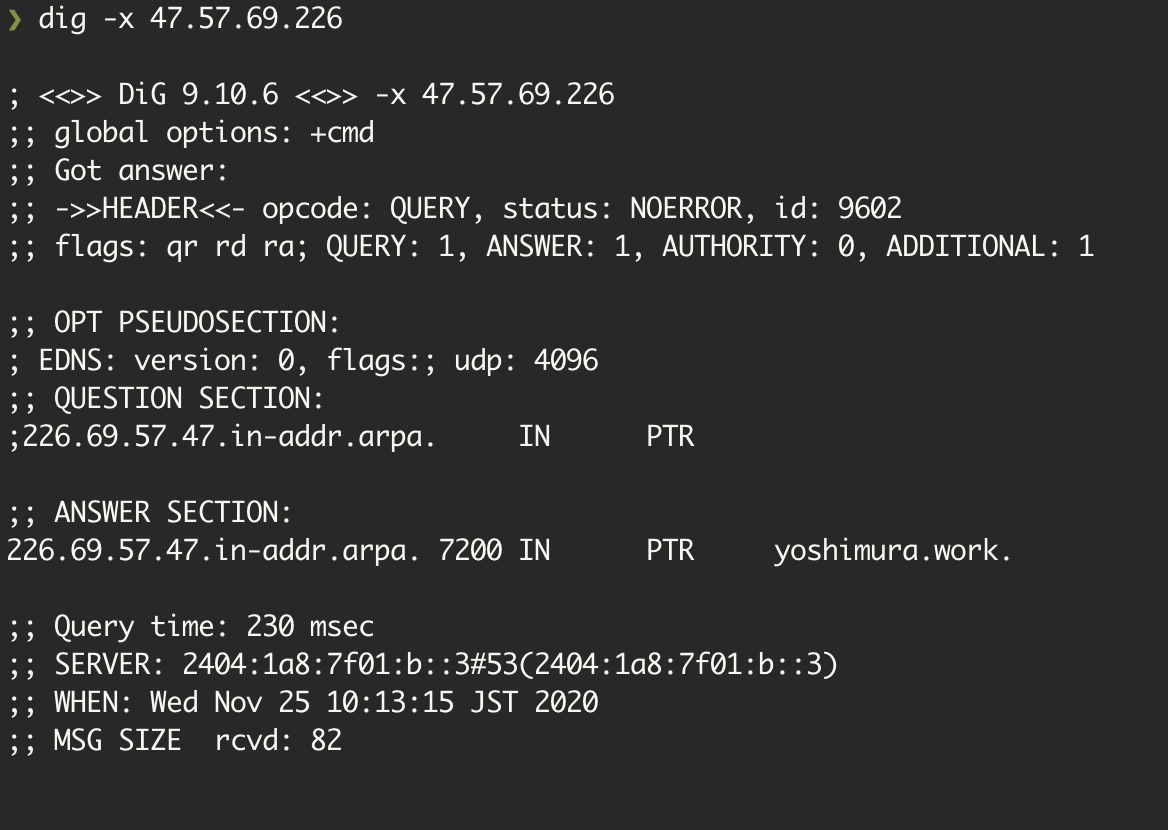 ❯ dig -x 47.57.69.226
; <<>> DiG 9.10.6 <<>> -x 47.57.69.226
;; global options: +cmd
;; Got answer:
;; ->>HEADER<<- opcode: QUERY, status: NOERROR, id: 9602
;; flags: qr rd ra; QUERY: 1, ANSWER: 1, AUTHORITY: 0, ADDITIONAL: 1
;; OPT PSEUDOSECTION:
; EDNS: version: 0, flags:; udp: 4096
;; QUESTION SECTION:
;226.69.57.47.in-addr.arpa. IN PTR
;; ANSWER SECTION:
226.69.57.47.in-addr.arpa. 7200 IN PTR yoshimura.work.
;; Query time: 230 msec
;; SERVER: 2404:1a8:7f01:b::3#53(2404:1a8:7f01:b::3)
;; WHEN: Wed Nov 25 10:13:15 JST 2020
;; MSG SIZE rcvd: 82